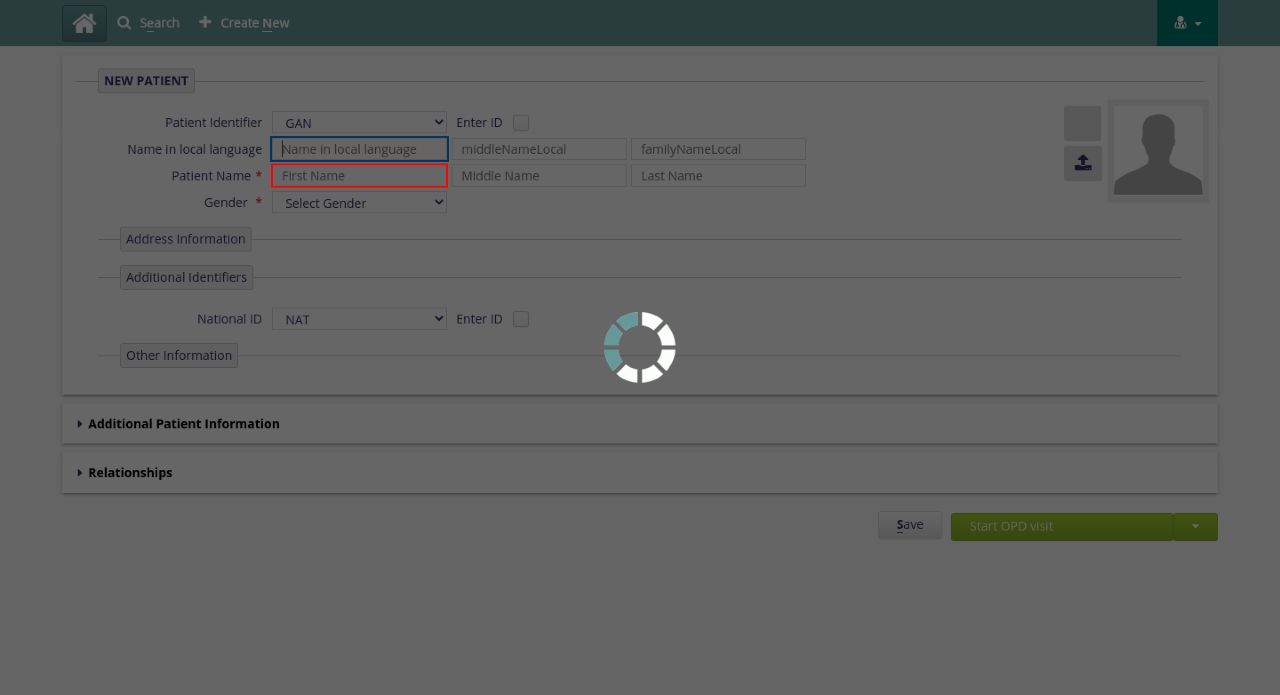 Search Create New
NEW PATIENT
Patient Identifier GAN Enter ID
Name in local language Name in local language middleNameLocal familyNameLocal
Patient Name * First Name Middle Name Last Name
Gender * Select Gender
Address Information
Additional Identifiers
National ID NAT Enter ID
Other Information
Additional Patient Information
Relationships
Save Start OPD visit